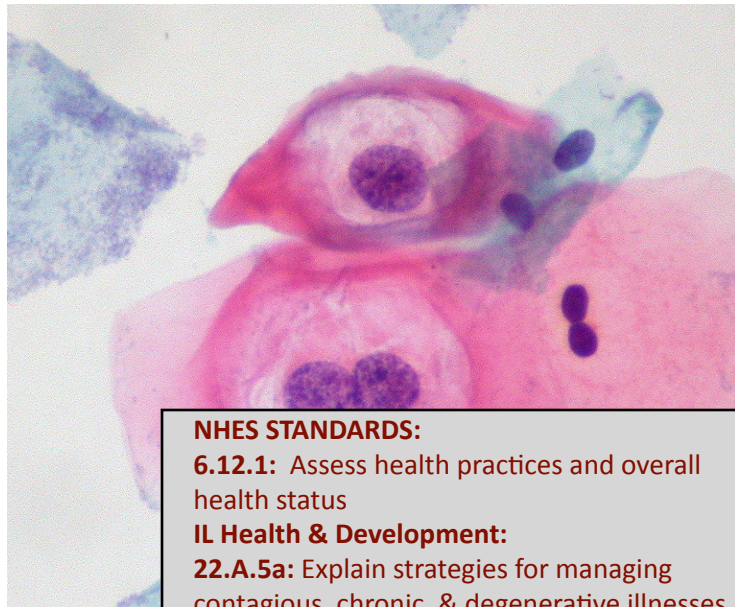 NHES STANDARDS:
6.12.1: Assess health practices and overall
health status
IL Health & Development:
22.A.5a: Explain strategies for managing
contagious, chronic, & degenerative illnesses